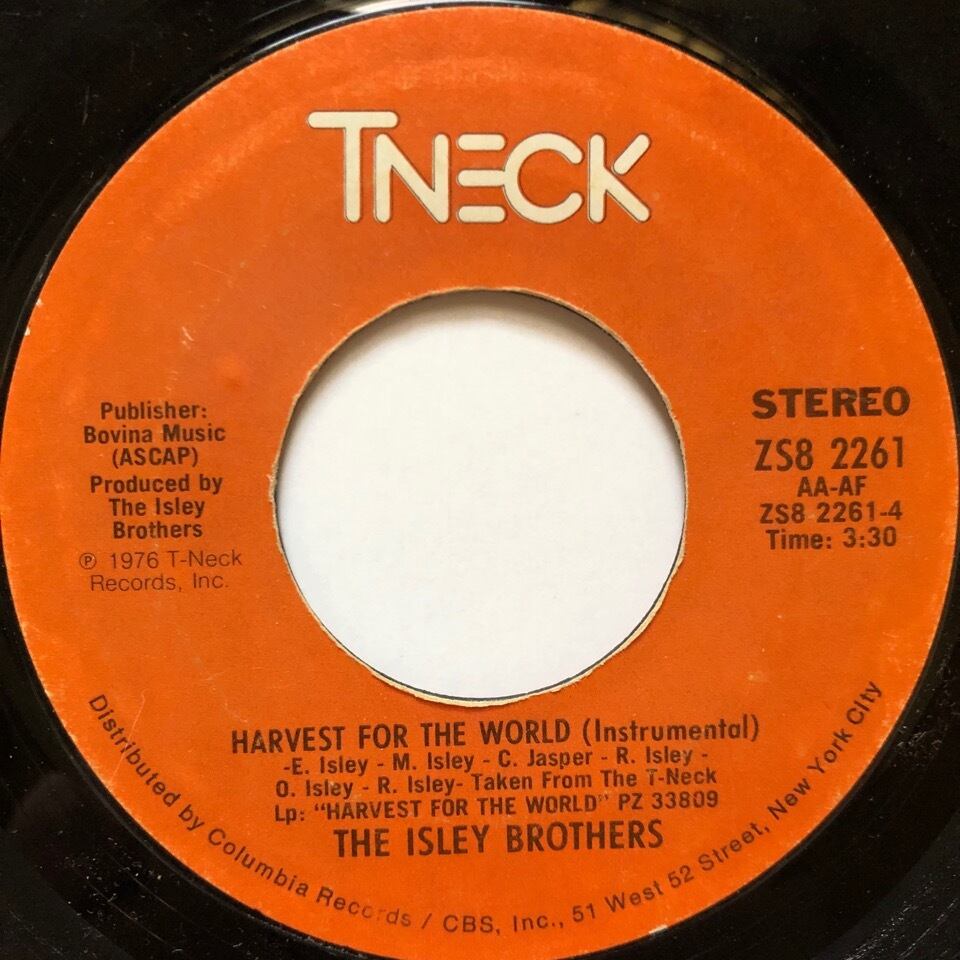 TNECK
Publisher:
Bovina Music
(ASCAP)
Produced by
The Isley
Brothers
℗ 1976 T-Neck
Records, Inc.
STEREO
ZS8 2261
AA-AF
ZS8 2261-4
Time: 3:30
HARVEST FOR THE WORLD (Instrumental)
-E. Isley - M. Isley - C. Jasper - R. Isley -
O. Isley - R. Isley- Taken From The T-Neck
Lp: "HARVEST FOR THE WORLD" PZ 33809
THE ISLEY BROTHERS
Distributed by Columbia Records / CBS, Inc., 51 West 52 Street, New York City